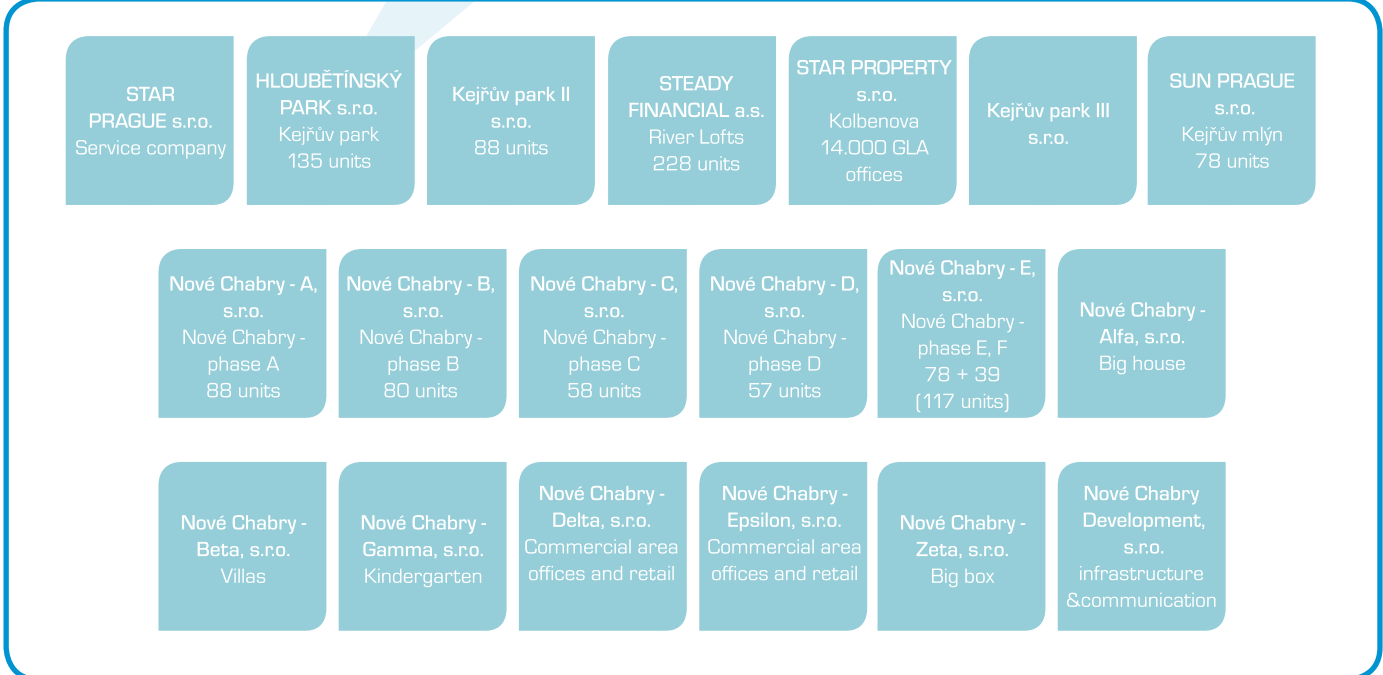 STAR
PRAGUE s.r.o.
Service company
HLOUBĚTÍNSKÝ
PARK s.r.o.
Kejřův park
135 units
Kejřův park II
s.r.o.
88 units
STEADY
FINANCIAL a.s.
River Lofts
228 units
STAR PROPERTY
s.r.o.
Kolbenova
14.000 GLA
offices
Kejřův park III
s.r.o.
SUN PRAGUE
s.r.o.
Kejřův mlýn
78 units
Nové Chabry - A,
s.r.o.
Nové Chabry -
phase A
88 units
Nové Chabry - B,
s.r.o.
Nové Chabry -
phase B
80 units
Nové Chabry - C,
s.r.o.
Nové Chabry -
phase C
58 units
Nové Chabry - D,
s.r.o.
Nové Chabry -
phase D
57 units
Nové Chabry - E,
s.r.o.
Nové Chabry -
phase E, F
78 + 39
(117 units)
Nové Chabry -
Alfa, s.r.o.
Big house
Nové Chabry -
Beta, s.r.o.
Villas
Nové Chabry -
Gamma, s.r.o.
Kindergarten
Nové Chabry -
Delta, s.r.o.
Commercial area
offices and retail
Nové Chabry -
Epsilon, s.r.o.
Commercial area
offices and retail
Nové Chabry -
Zeta, s.r.o.
Big box
Nové Chabry
Development,
s.r.o.
infrastructure
&communication